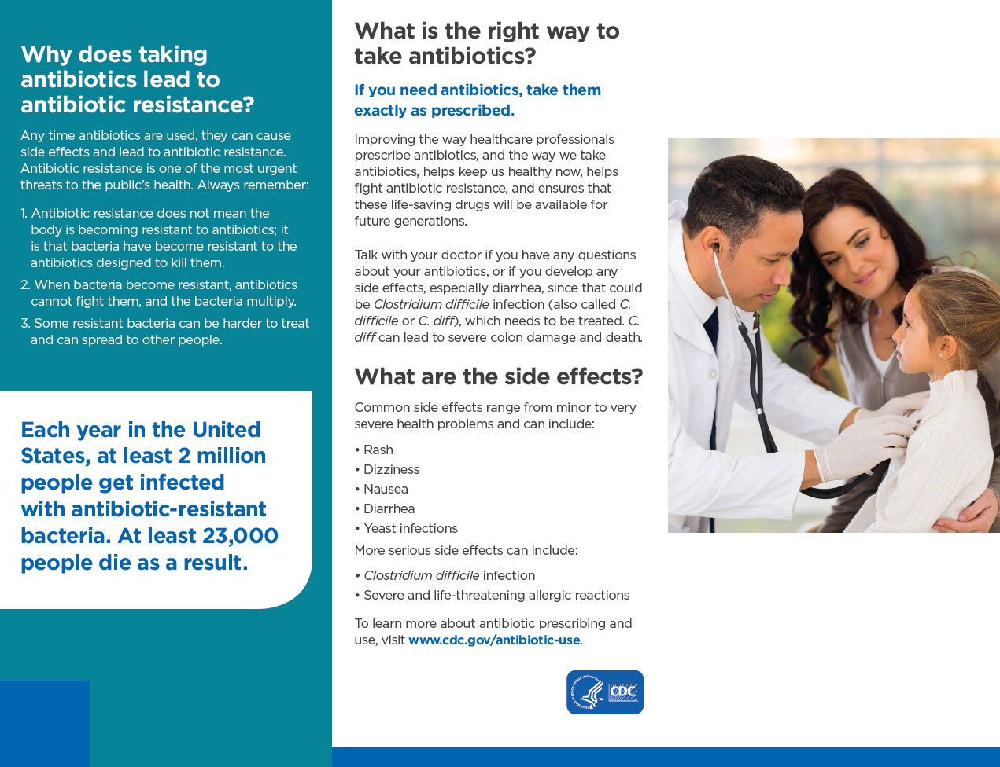 Why does taking
antibiotics lead to
antibiotic resistance?
Any time antibiotics are used, they can cause
side effects and lead to antibiotic resistance.
Antibiotic resistance is one of the most urgent
threats to the public’s health. Always remember:
1. Antibiotic resistance does not mean the
body is becoming resistant to antibiotics; it
is that bacteria have become resistant to the
antibiotics designed to kill them.
2. When bacteria become resistant, antibiotics
cannot fight them, and the bacteria multiply.
3. Some resistant bacteria can be harder to treat
and can spread to other people.
Each year in the United
States, at least 2 million
people get infected
with antibiotic-resistant
bacteria. At least 23,000
people die as a result.
What is the right way to
take antibiotics?
If you need antibiotics, take them
exactly as prescribed.
Improving the way healthcare professionals
prescribe antibiotics, and the way we take
antibiotics, helps keep us healthy now, helps
fight antibiotic resistance, and ensures that
these life-saving drugs will be available for
future generations.
Talk with your doctor if you have any questions
about your antibiotics, or if you develop any
side effects, especially diarrhea, since that could
be Clostridium difficile infection (also called C.
difficile or C. diff), which needs to be treated. C.
diff can lead to severe colon damage and death.
What are the side effects?
Common side effects range from minor to very
severe health problems and can include:
• Rash
• Dizziness
• Nausea
• Diarrhea
• Yeast infections
More serious side effects can include:
• Clostridium difficile infection
• Severe and life-threatening allergic reactions
To learn more about antibiotic prescribing and
use, visit www.cdc.gov/antibiotic-use.
CDC